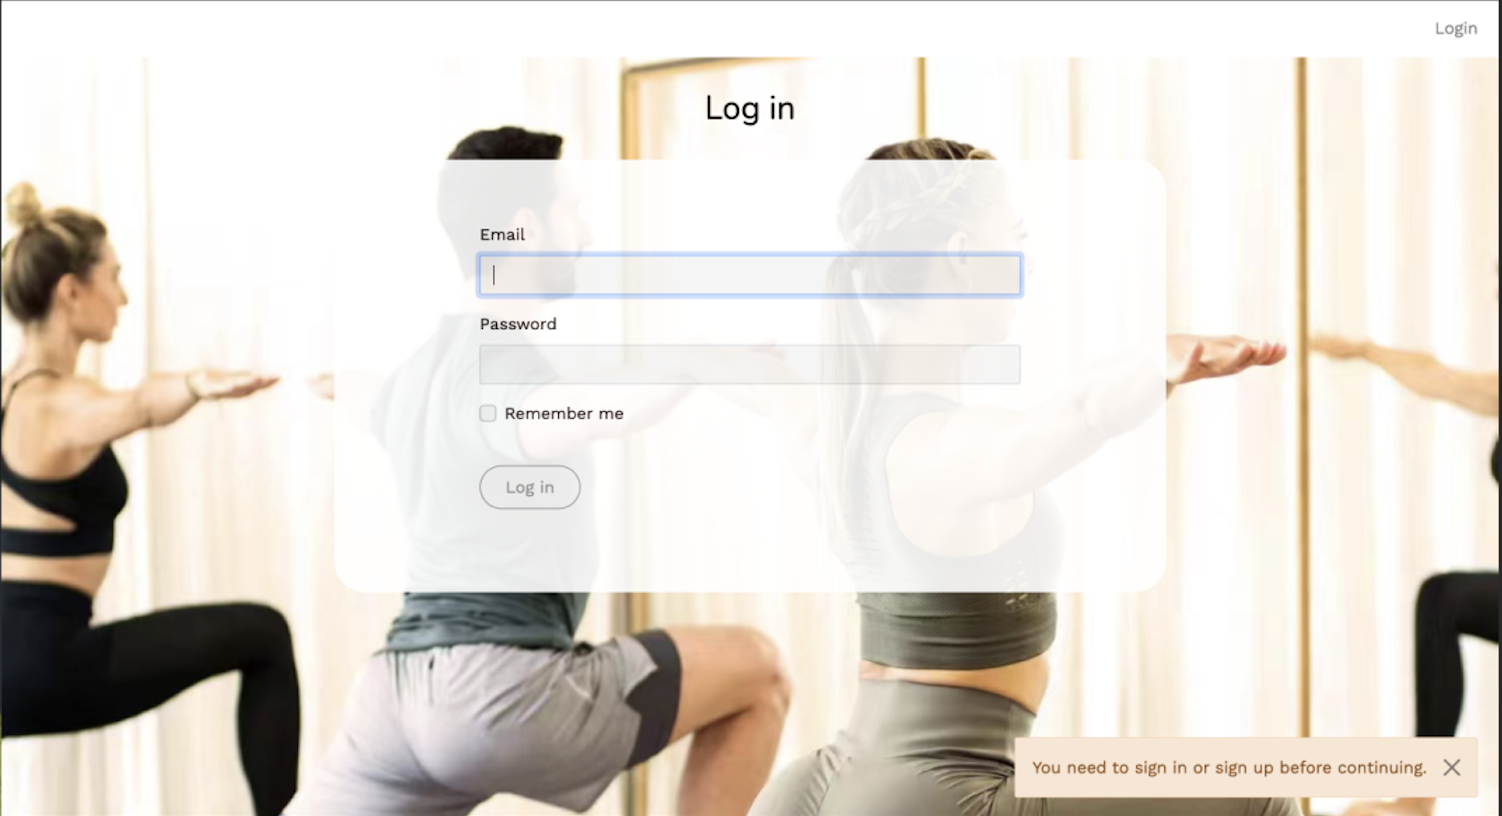 Login
Log in
Email
Password
Remember me
Log in
You need to sign in or sign up before continuing.